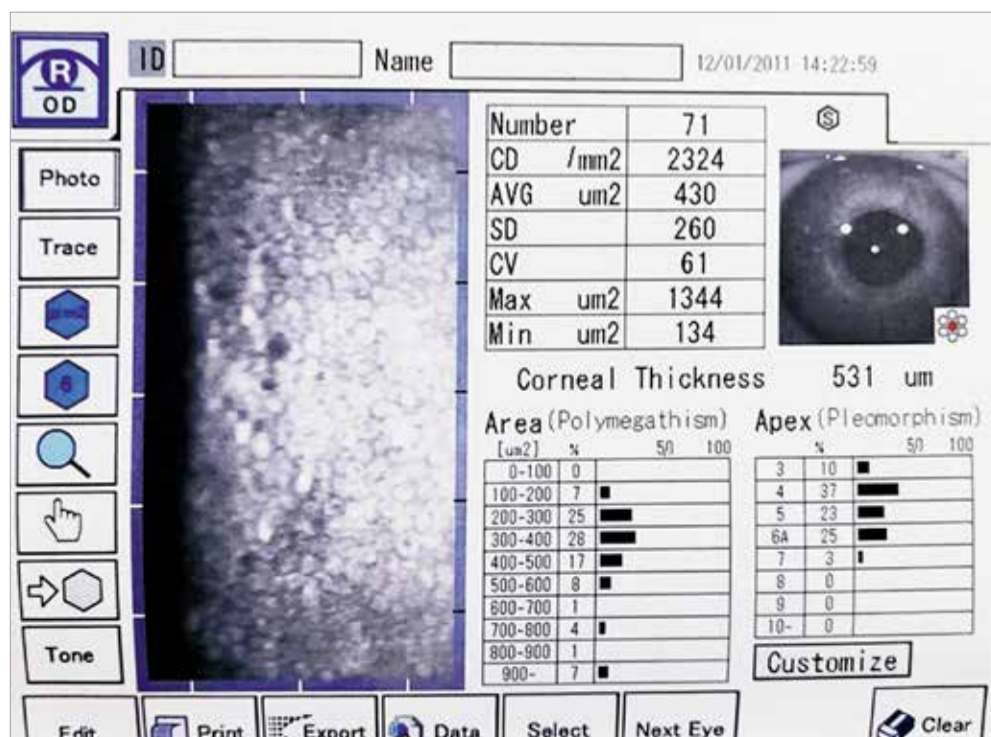 R
OD
ID
Name
12/01/2011 14:22:59
Photo
Trace
6
Tone
Number 71
CD /mm2 2324
AVG um2 430
SD 260
CV 61
Max um2 1344
Min um2 134
S
Corneal Thickness 531 um
Area (Polymegathism)
[um2] % 50 100
0-100 0
100-200 7
200-300 25
300-400 28
400-500 17
500-600 8
600-700 1
700-800 4
800-900 1
900- 7
Apex (Pleomorphism)
% 50 100
3 10
4 37
5 23
6A 25
7 3
8 0
9 0
10- 0
Customize
Edit
Print
Export
Data
Select
Next Eye
Clear